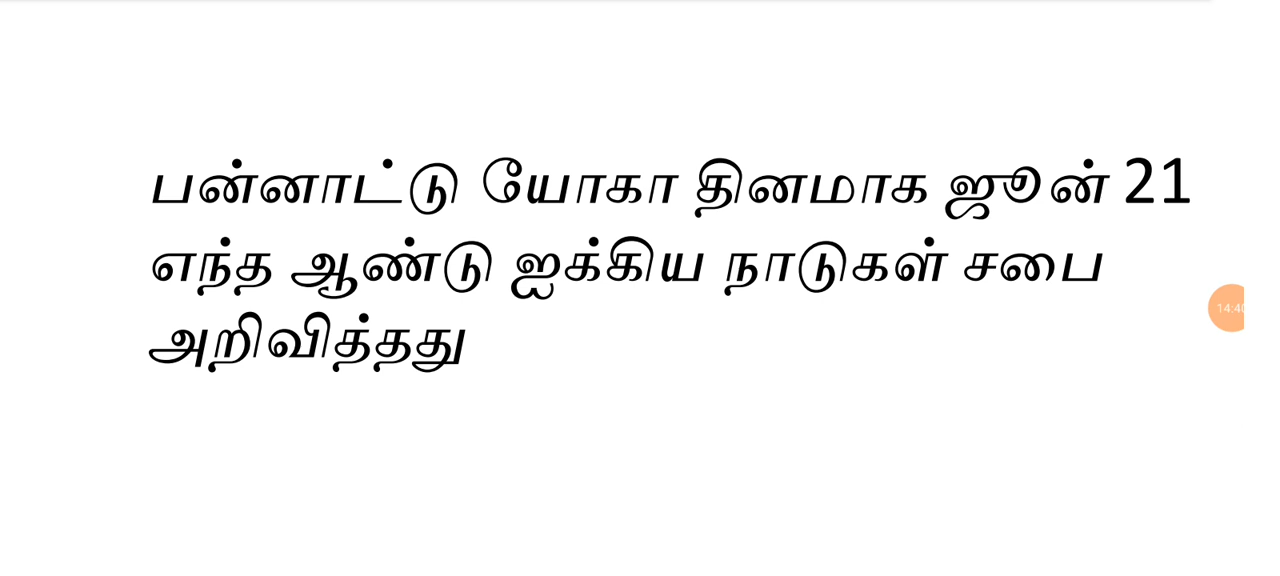 பன்னாட்டு யோகா தினமாக ஜூன் 21
எந்த ஆண்டு ஐக்கிய நாடுகள் சபை
அறிவித்தது
14:40